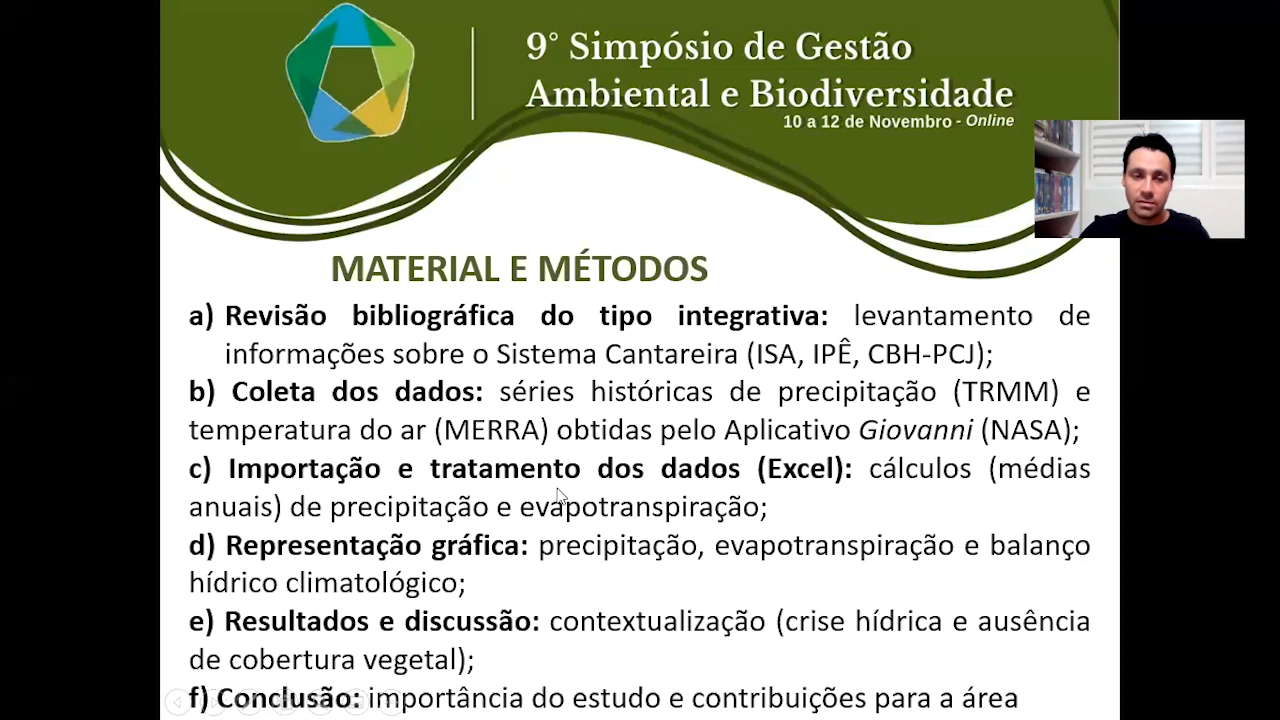 9° Simpósio de Gestão
Ambiental e Biodiversidade
10 a 12 de Novembro - Online
MATERIAL E MÉTODOS
a) Revisão bibliográfica do tipo integrativa: levantamento de
informações sobre o Sistema Cantareira (ISA, IPÊ, CBH-PCJ);
b) Coleta dos dados: séries históricas de precipitação (TRMM) e
temperatura do ar (MERRA) obtidas pelo Aplicativo Giovanni (NASA);
c) Importação e tratamento dos dados (Excel): cálculos (médias
anuais) de precipitação e evapotranspiração;
d) Representação gráfica: precipitação, evapotranspiração e balanço
hídrico climatológico;
e) Resultados e discussão: contextualização (crise hídrica e ausência
de cobertura vegetal);
f) Conclusão: importância do estudo e contribuições para a área